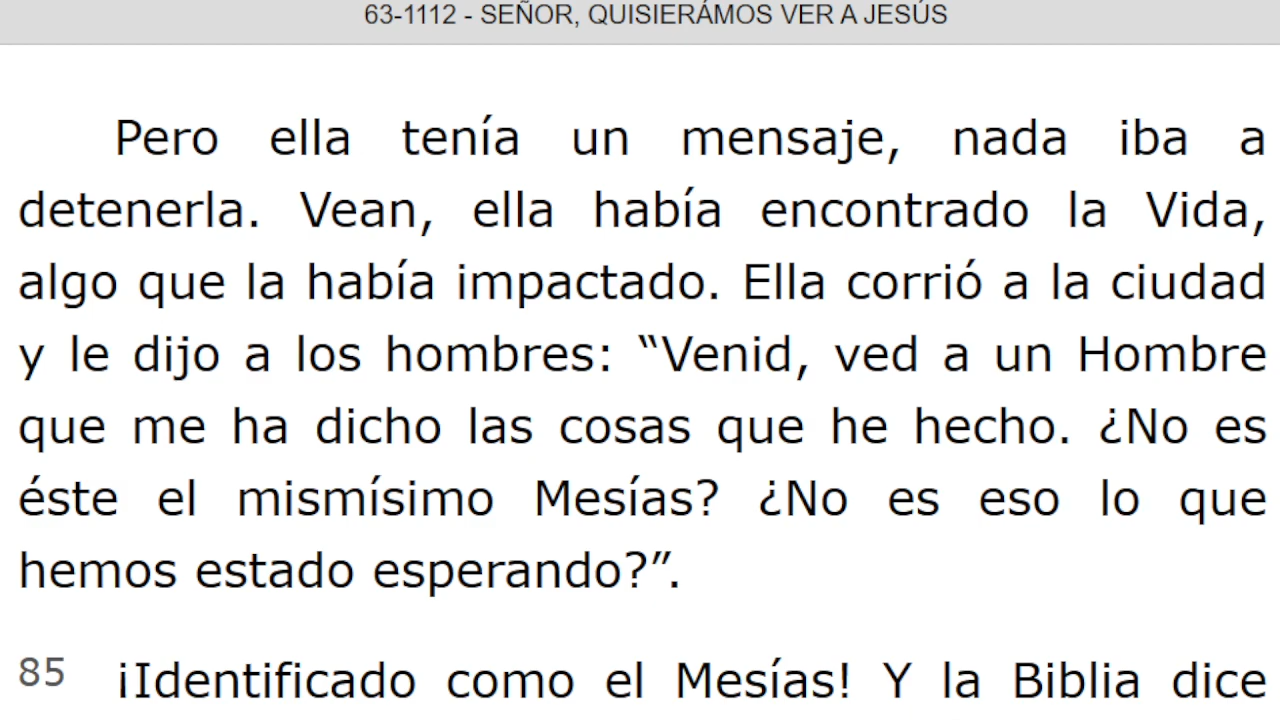 63-1112 - SEÑOR, QUISIERÁMOS VER A JESÚS
Pero ella tenía un mensaje, nada iba a
detenerla. Vean, ella había encontrado la Vida,
algo que la había impactado. Ella corrió a la ciudad
y le dijo a los hombres: “Venid, ved a un Hombre
que me ha dicho las cosas que he hecho. ¿No es
éste el mismísimo Mesías? ¿No es eso lo que
hemos estado esperando?”.
85 ¡Identificado como el Mesías! Y la Biblia dice